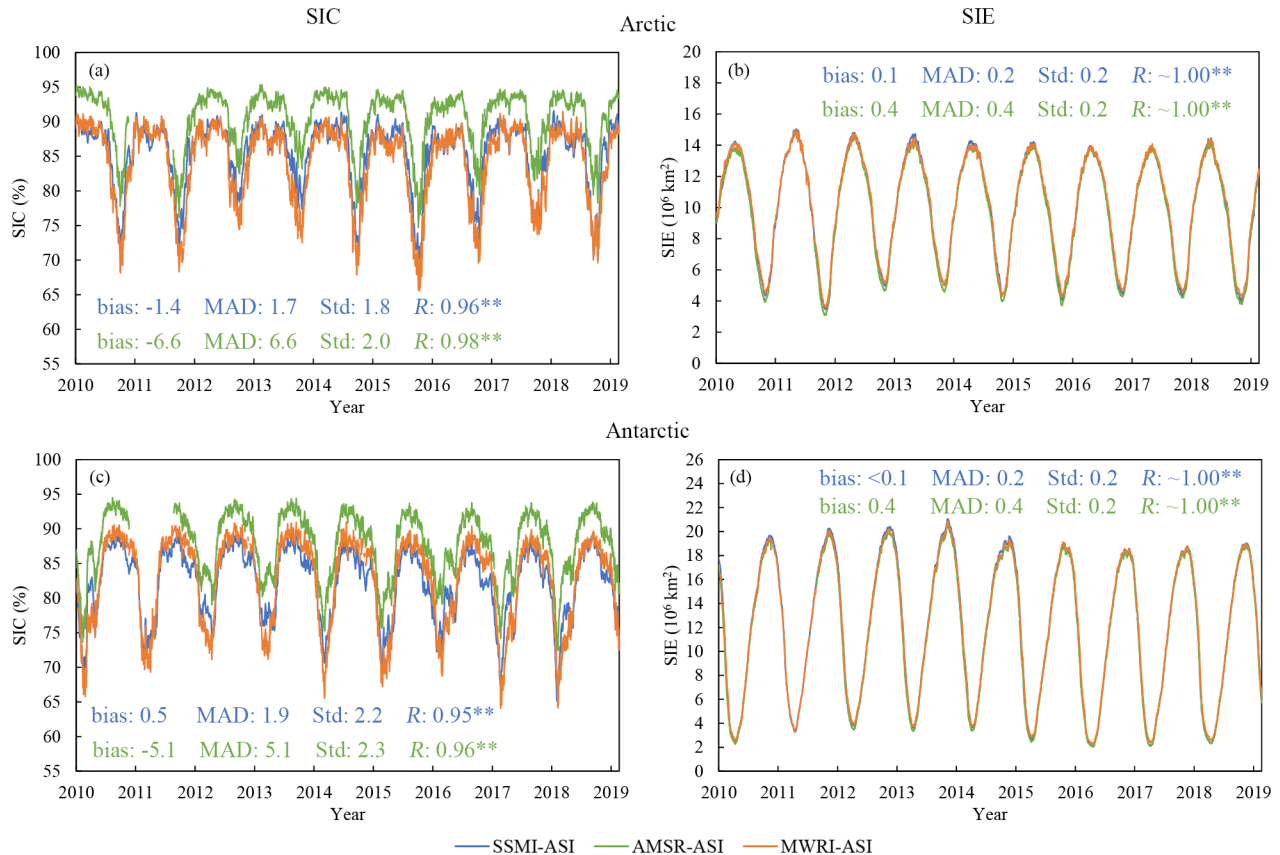 SIC
SIE
Arctic
(a)
100
95
90
85
80
75
70
65
60
55
SIC (%)
bias: -1.4 MAD: 1.7 Std: 1.8 R: 0.96**
bias: -6.6 MAD: 6.6 Std: 2.0 R: 0.98**
2010 2011 2012 2013 2014 2015 2016 2017 2018 2019
Year
(b)
bias: 0.1 MAD: 0.2 Std: 0.2 R: ~1.00**
bias: 0.4 MAD: 0.4 Std: 0.2 R: ~1.00**
20
18
16
14
12
10
8
6
4
2
0
SIE (10⁶ km²)
2010 2011 2012 2013 2014 2015 2016 2017 2018 2019
Year
Antarctic
(c)
100
95
90
85
80
75
70
65
60
55
SIC (%)
bias: 0.5 MAD: 1.9 Std: 2.2 R: 0.95**
bias: -5.1 MAD: 5.1 Std: 2.3 R: 0.96**
2010 2011 2012 2013 2014 2015 2016 2017 2018 2019
Year
(d)
bias: <0.1 MAD: 0.2 Std: 0.2 R: ~1.00**
bias: 0.4 MAD: 0.4 Std: 0.2 R: ~1.00**
26
24
22
20
18
16
14
12
10
8
6
4
2
0
SIE (10⁶ km²)
2010 2011 2012 2013 2014 2015 2016 2017 2018 2019
Year
SSMI-ASI AMSR-ASI MWRI-ASI